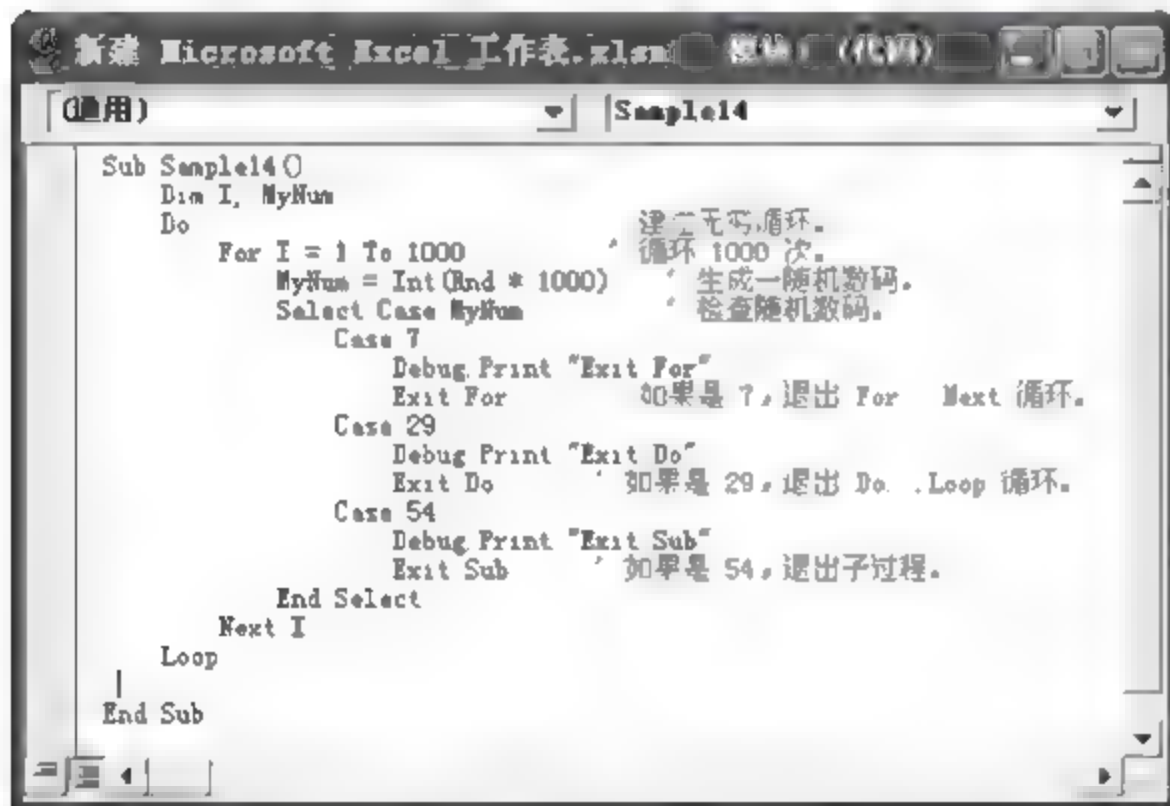 新建 Microsoft Excel 工作表.xlsm 模块 (代码)
(通用) Sample14
Sub Sample14()
Dim I, MyNum
Do 建立无穷循环。
For I = 1 To 1000 ' 循环 1000 次。
MyNum = Int(Rnd * 1000) ' 生成一随机数码。
Select Case MyNum ' 检查随机数码。
Case 7
Debug.Print "Exit For"
Exit For 如果是 7，退出 For Next 循环。
Case 29
Debug.Print "Exit Do"
Exit Do ' 如果是 29，退出 Do...Loop 循环。
Case 54
Debug.Print "Exit Sub"
Exit Sub ' 如果是 54，退出子过程。
End Select
Next I
Loop
End Sub